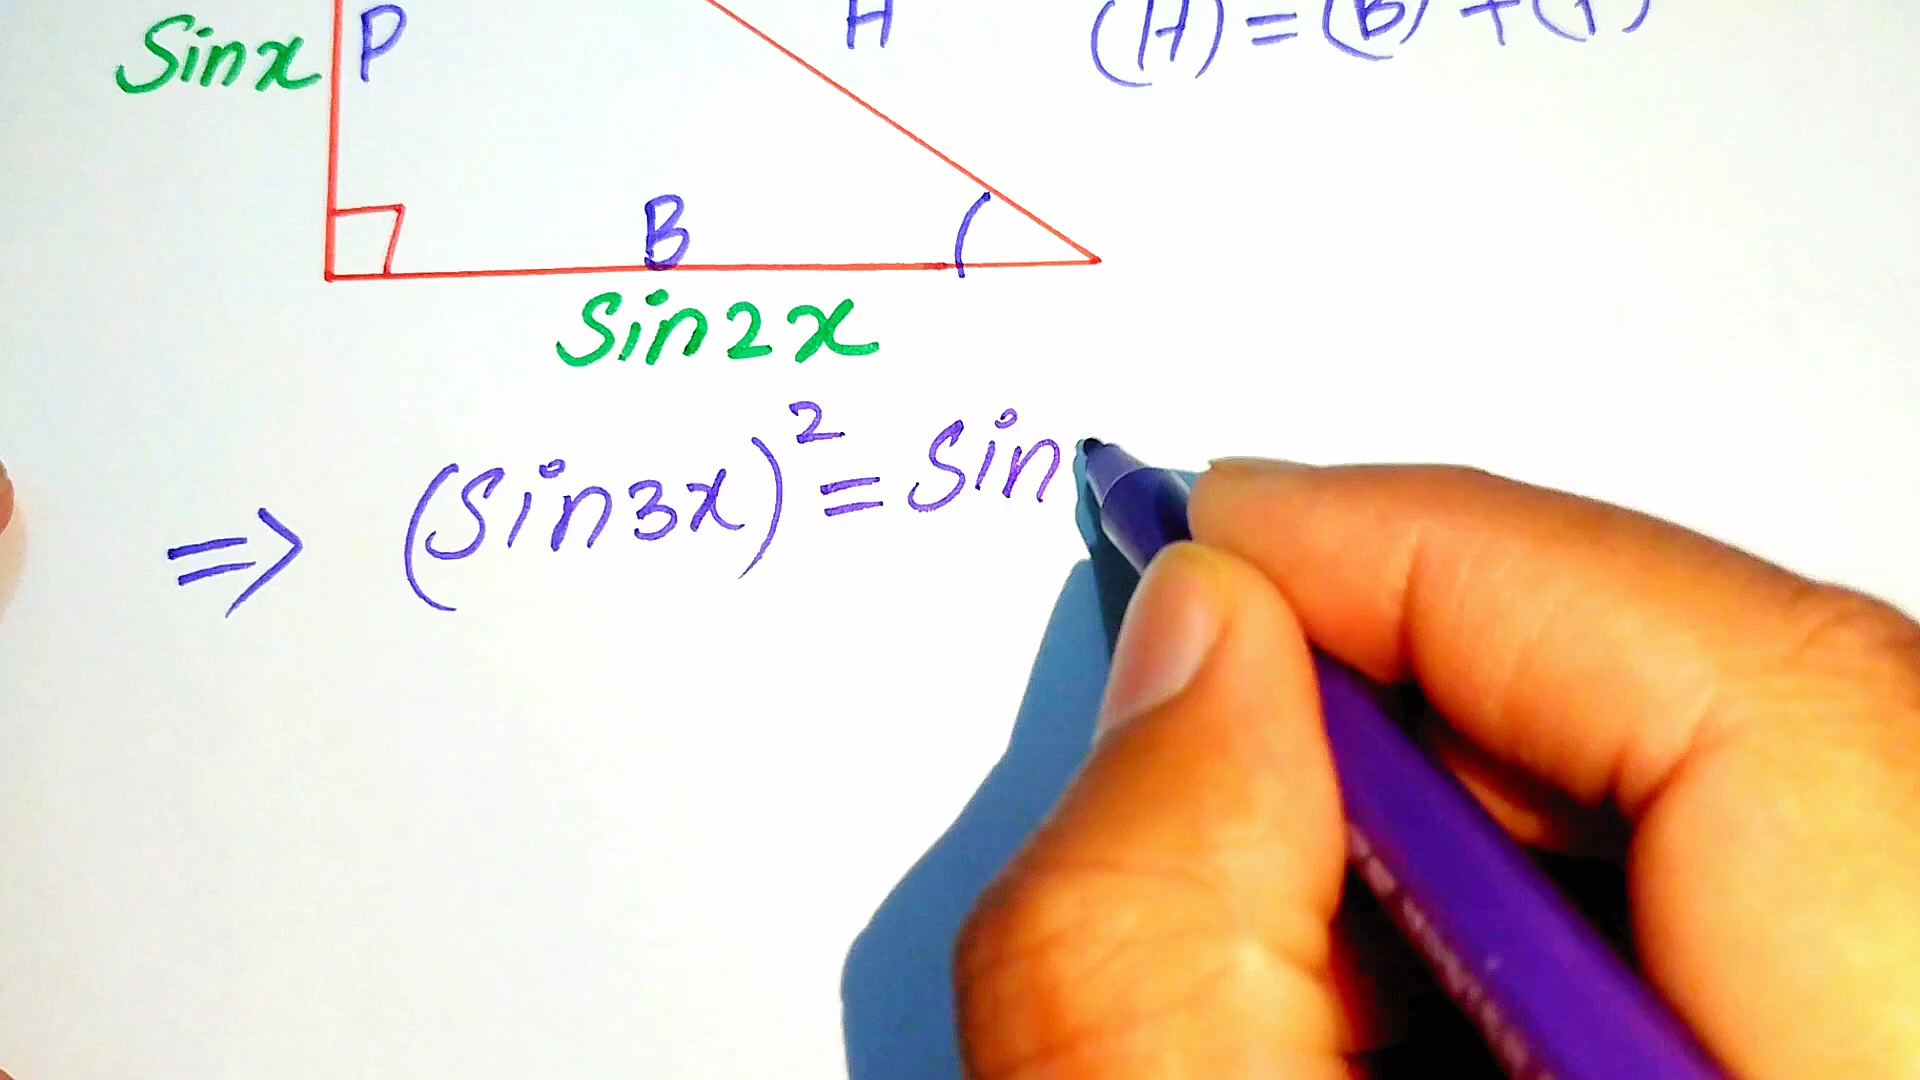 Sinx P H (H) = (B) + (P)
B
Sin2x
=> (Sin3x)² = Sin